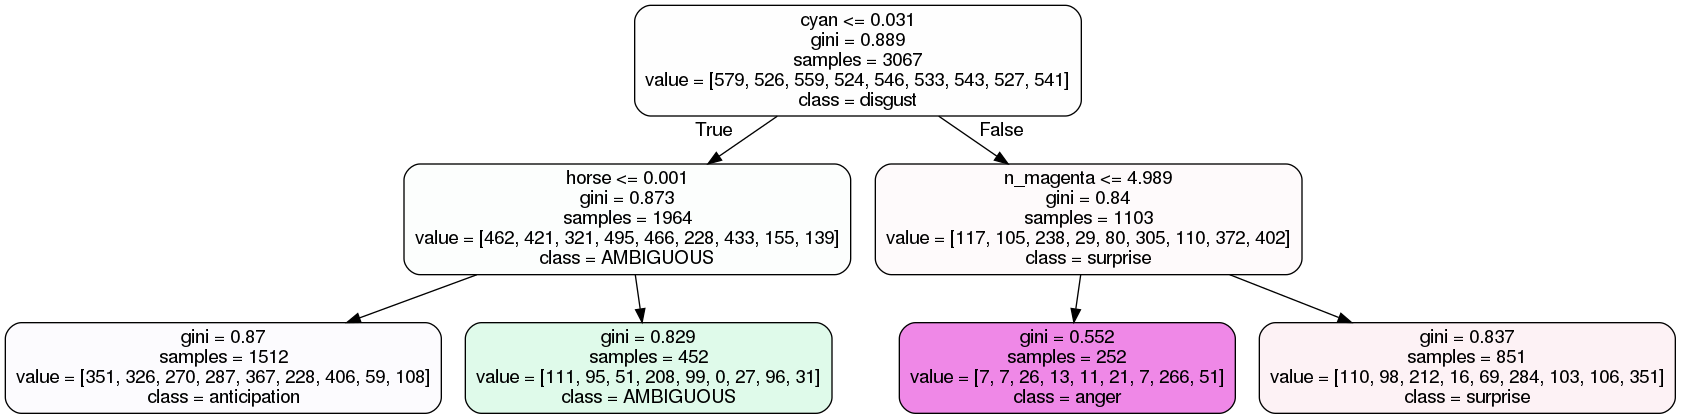 cyan <= 0.031
gini = 0.889
samples = 3067
value = [579, 526, 559, 524, 546, 533, 543, 527, 541]
class = disgust
True
False
horse <= 0.001
gini = 0.873
samples = 1964
value = [462, 421, 321, 495, 466, 228, 433, 155, 139]
class = AMBIGUOUS
n_magenta <= 4.989
gini = 0.84
samples = 1103
value = [117, 105, 238, 29, 80, 305, 110, 372, 402]
class = surprise
gini = 0.87
samples = 1512
value = [351, 326, 270, 287, 367, 228, 406, 59, 108]
class = anticipation
gini = 0.829
samples = 452
value = [111, 95, 51, 208, 99, 0, 27, 96, 31]
class = AMBIGUOUS
gini = 0.552
samples = 252
value = [7, 7, 26, 13, 11, 21, 7, 266, 51]
class = anger
gini = 0.837
samples = 851
value = [110, 98, 212, 16, 69, 284, 103, 106, 351]
class = surprise